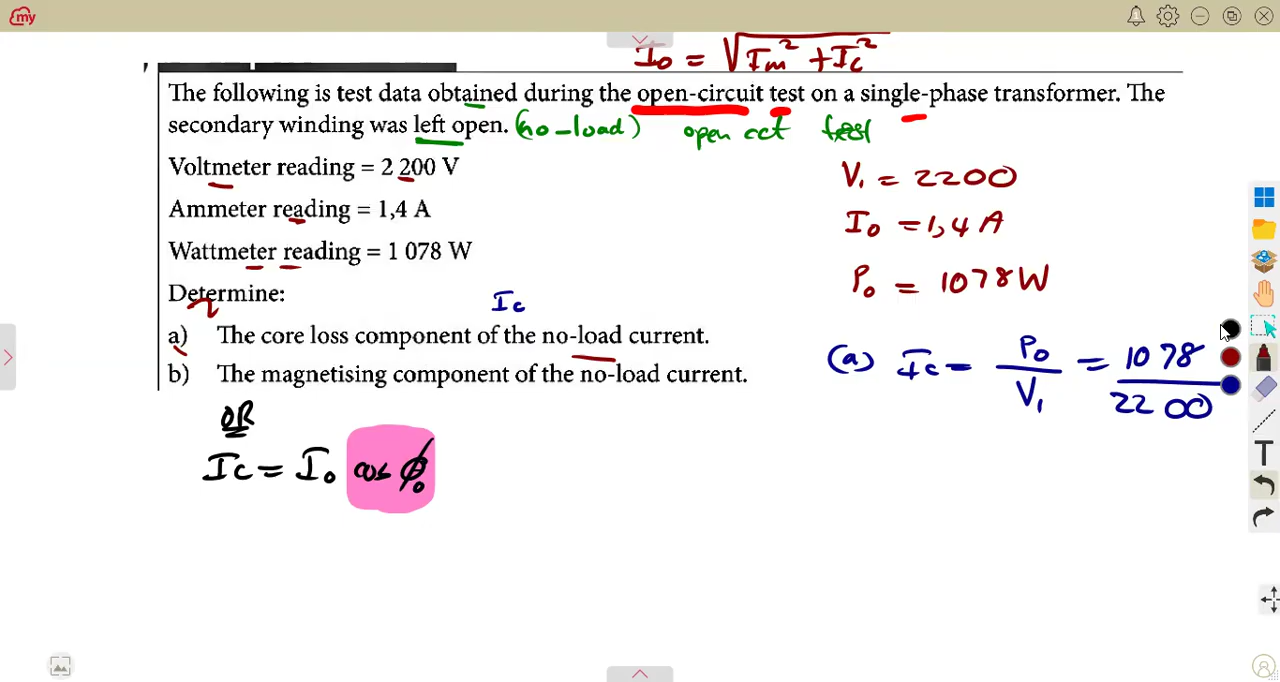 my
I₀ = √Im² + Ic²
The following is test data obtained during the open-circuit test on a single-phase transformer. The
secondary winding was left open. (no-load) open cct test
Voltmeter reading = 2 200 V
V₁ = 2200
Ammeter reading = 1,4 A
I₀ = 1,4 A
Wattmeter reading = 1 078 W
P₀ = 1078 W
Determine:
Ic
a) The core loss component of the no-load current.
b) The magnetising component of the no-load current.
(a) Ic = P₀/V₁ = 1078/2200
OR
Ic = I₀ cos ϕ₀
T